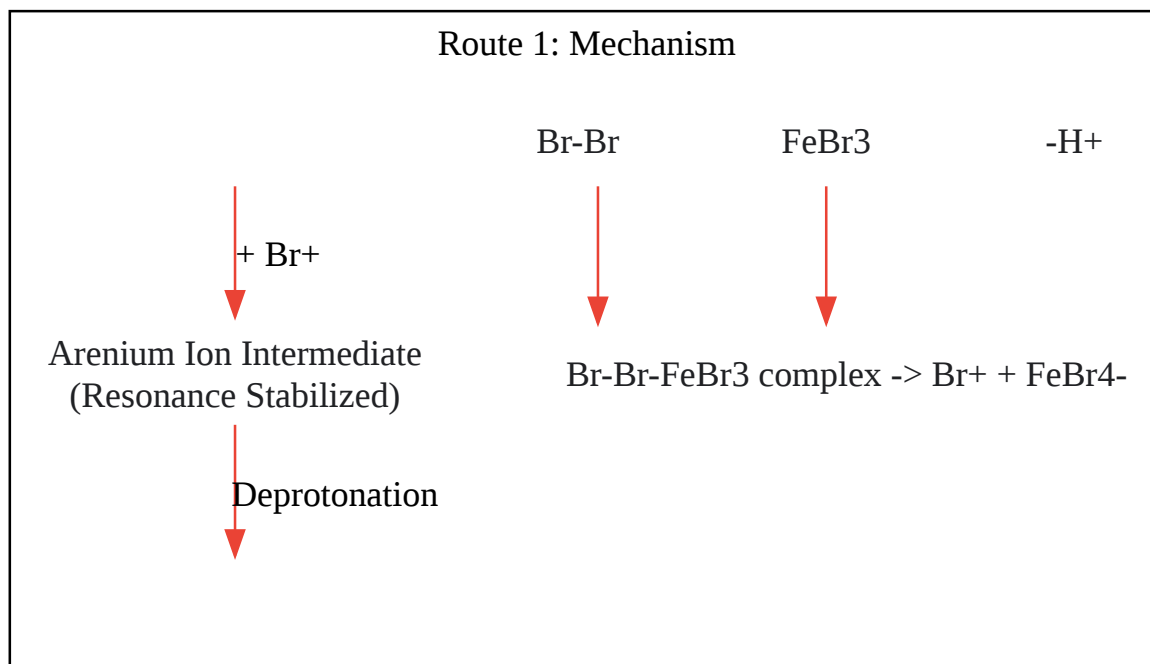 Route 1: Mechanism
Br-Br
FeBr3
-H+
+ Br+
Arenium Ion Intermediate
(Resonance Stabilized)
Br-Br-FeBr3 complex -> Br+ + FeBr4-
Deprotonation